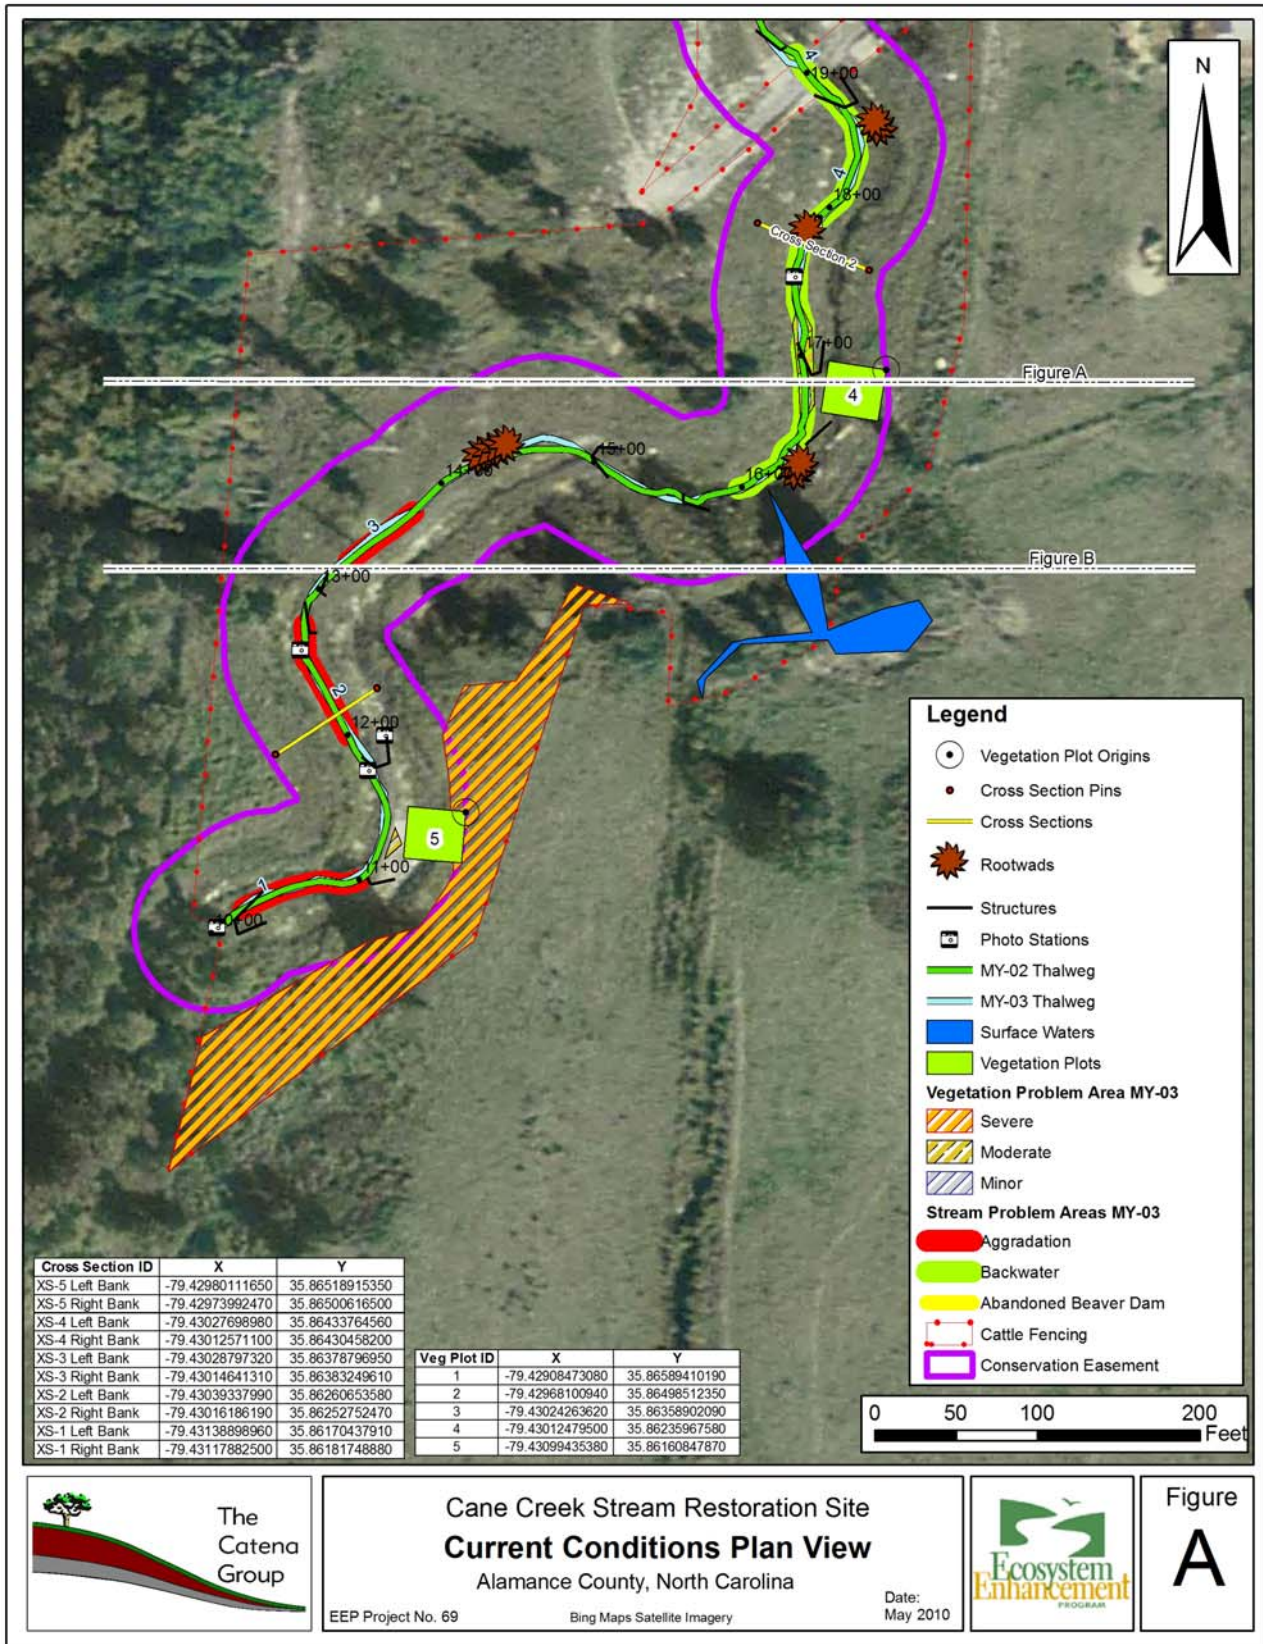 N
4
19+00
4
18+00
Cross Section 2
17+00
Figure A
4
15+00
14+00
16+00
3
Figure B
13+00
2
12+00
5
11+00
1
10+00
Legend
Vegetation Plot Origins
Cross Section Pins
Cross Sections
Rootwads
Structures
Photo Stations
MY-02 Thalweg
MY-03 Thalweg
Surface Waters
Vegetation Plots
Vegetation Problem Area MY-03
Severe
Moderate
Minor
Stream Problem Areas MY-03
Aggradation
Backwater
Abandoned Beaver Dam
Cattle Fencing
Conservation Easement
Cross Section ID X Y
XS-5 Left Bank -79.42980111650 35.86518915350
XS-5 Right Bank -79.42973992470 35.86500616500
XS-4 Left Bank -79.43027698980 35.86433764560
XS-4 Right Bank -79.43012571100 35.86430458200
XS-3 Left Bank -79.43028797320 35.86378796950
XS-3 Right Bank -79.43014641310 35.86383249610
XS-2 Left Bank -79.43039337990 35.86260653580
XS-2 Right Bank -79.43016186190 35.86252752470
XS-1 Left Bank -79.43138898960 35.86170437910
XS-1 Right Bank -79.43117882500 35.86181748880
Veg Plot ID X Y
1 -79.42908473080 35.86589410190
2 -79.42968100940 35.86498512350
3 -79.43024263620 35.86358902090
4 -79.43012479500 35.86235967580
5 -79.43099435380 35.86160847870
0 50 100 200
Feet
The
Catena
Group
Cane Creek Stream Restoration Site
Current Conditions Plan View
Alamance County, North Carolina
EEP Project No. 69
Bing Maps Satellite Imagery
Date:
May 2010
Ecosystem
Enhancement
PROGRAM
Figure
A